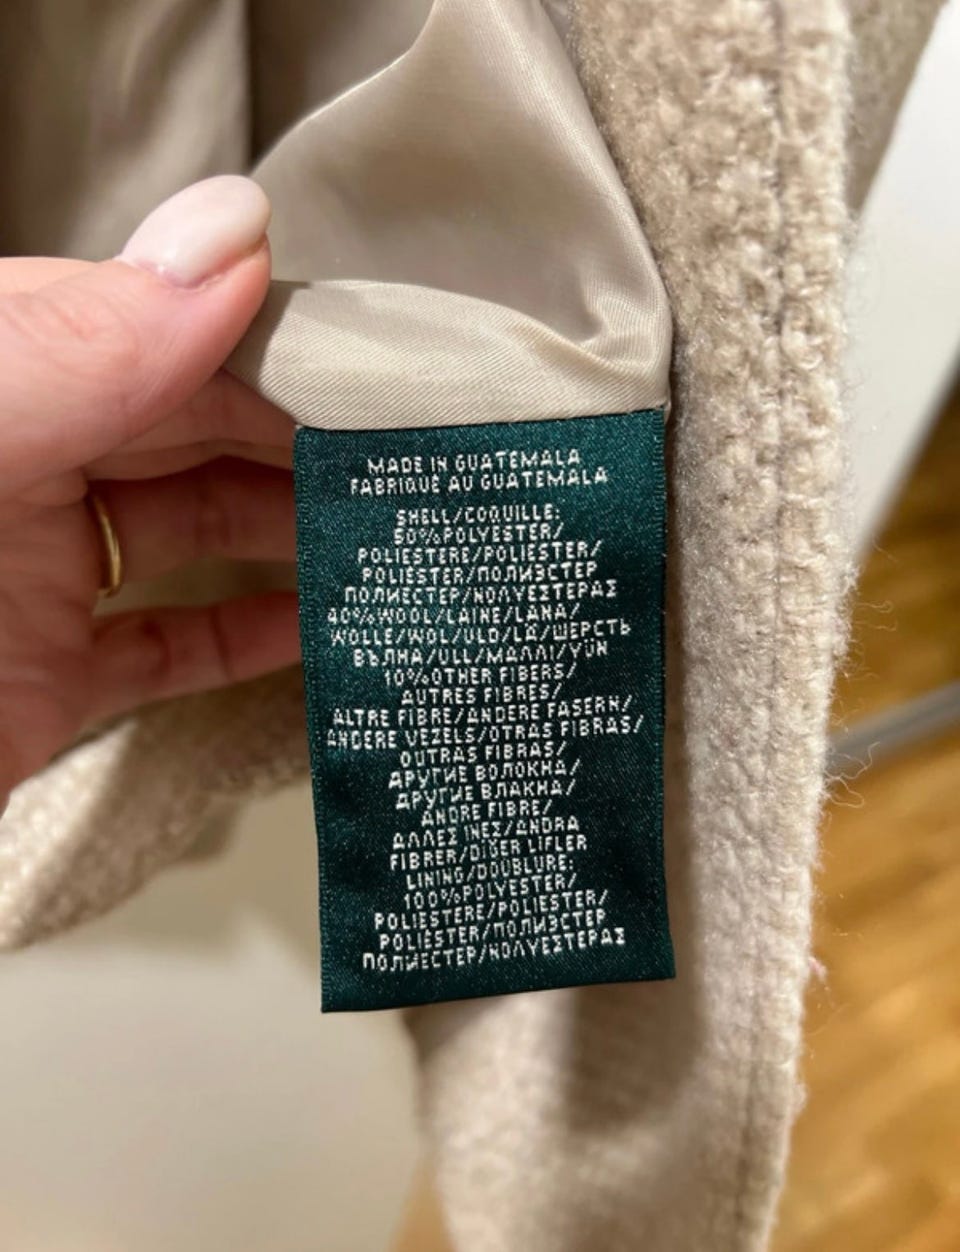 MADE IN GUATEMALA
FABRIQUE AU GUATEMALA
SHELL/COQUILLE:
50%POLYESTER/
POLIESTERE/POLIESTER/
POLIESTER/ПОЛИЭСТЕР
ПОЛИЕСТЕР/ΠΟΛΥΕΣΤΕΡΑΣ
40%WOOL/LAINE/LANA/
WOLLE/WOL/ULD/LÃ/ШЕРСТЬ
ВЪЛНА/ULL/ΜΑΛΛΙ/YÜN
10%OTHER FIBERS/
AUTRES FIBRES/
ALTRE FIBRE/ANDERE FASERN/
ANDERE VEZELS/OTRAS FIBRAS/
OUTRAS FIBRAS/
ДРУГИЕ ВОЛОКНА/
ДРУГИЕ ВЛАКНА/
ANDRE FIBRE/
ΑΛΛΕΣ ΙΝΕΣ/ANDRA
FIBRER/DIĞER LIFLER
LINING/DOUBLURE:
100%POLYESTER/
POLIESTERE/POLIESTER/
POLIÉSTER/ПОЛИЭСТЕР
ПОЛИЕСТЕР/ΠΟΛΥΕΣΤΕΡΑΣ